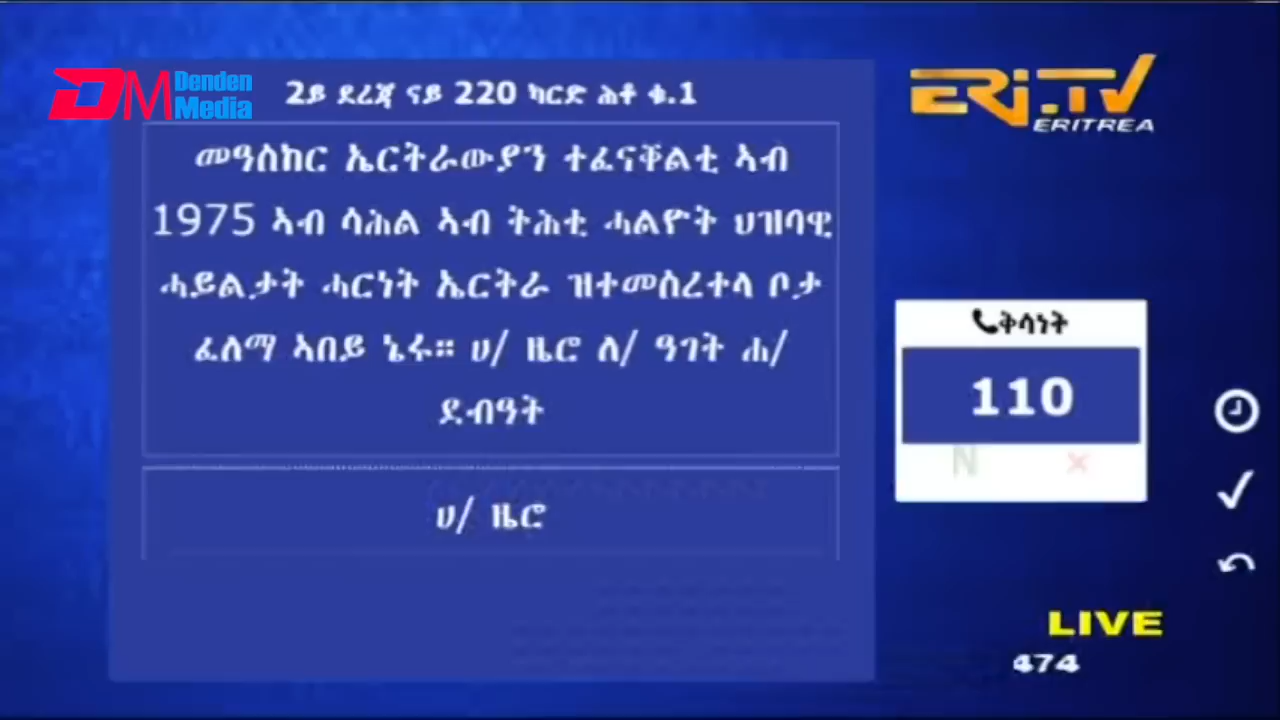 DM Denden Media
2ይ ደረጃ ናይ 220 ካርድ ሕቶ ቁ.1
ERi.TV
ERITREA
መዓስከር ኤርትራውያን ተፈናቐልቲ ኣብ
1975 ኣብ ሳሕል ኣብ ትሕቲ ሓልዮት ህዝባዊ
ሓይልታት ሓርነት ኤርትራ ዝተመስረተላ ቦታ
ፈለማ ኣበይ ኔሩ። ሀ/ ዜሮ ለ/ ዓገት ሐ/
ደብዓት
ሀ/ ዜሮ
ቅሳነት
110
N ×
LIVE
474